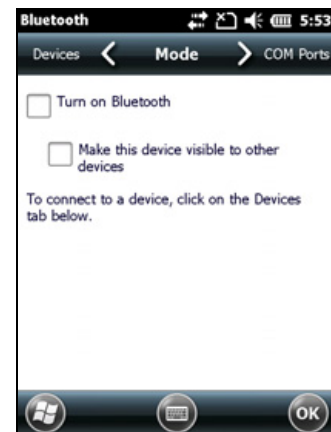 Bluetooth 5:53
Devices Mode COM Ports
Turn on Bluetooth
Make this device visible to other
devices
To connect to a device, click on the Devices
tab below.
OK